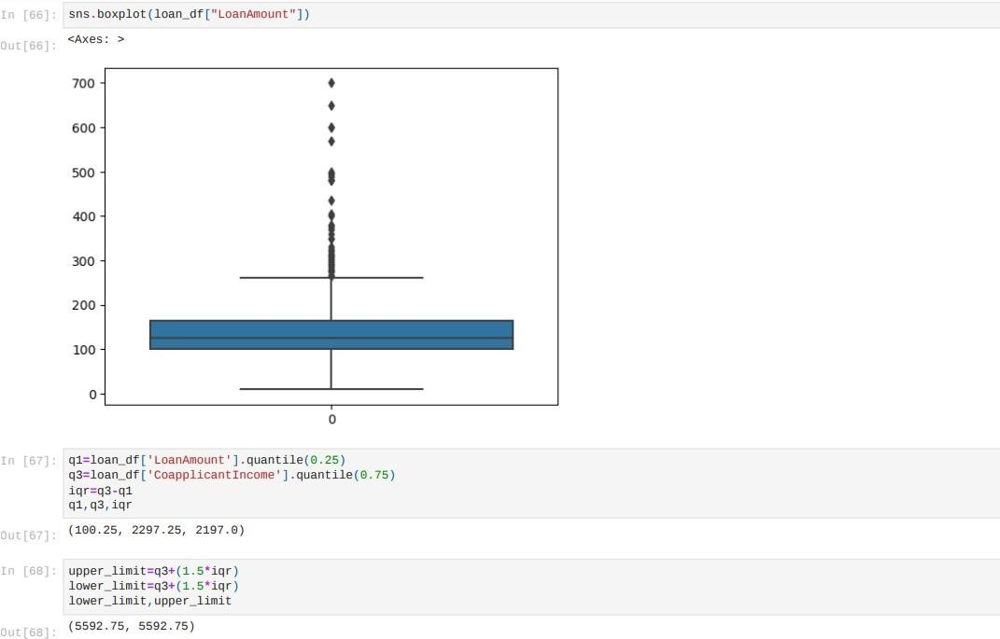 In [66]: sns.boxplot(loan_df["LoanAmount"])
Out[66]: <Axes: >
700
600
500
400
300
200
100
0
0
In [67]: q1=loan_df['LoanAmount'].quantile(0.25)
q3=loan_df['CoapplicantIncome'].quantile(0.75)
iqr=q3-q1
q1,q3,iqr
Out[67]: (100.25, 2297.25, 2197.0)
In [68]: upper_limit=q3+(1.5*iqr)
lower_limit=q3+(1.5*iqr)
lower_limit,upper_limit
Out[68]: (5592.75, 5592.75)